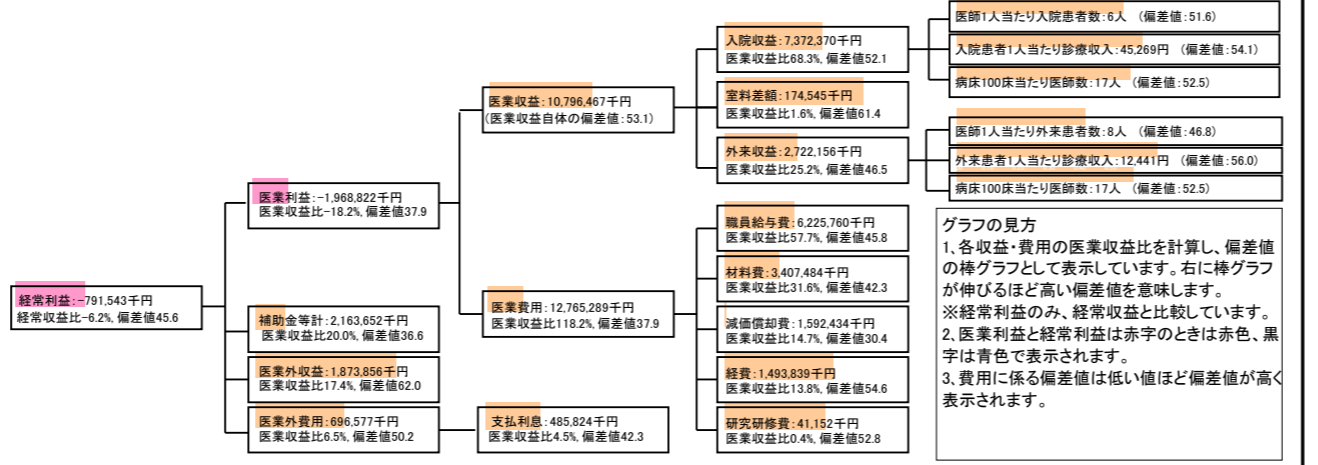 経常利益:-791,543千円
経常収益比-6.2%, 偏差値45.6
医業利益:-1,968,822千円
医業収益比-18.2%, 偏差値37.9
補助金等計:2,163,652千円
医業収益比20.0%, 偏差値36.6
医業外収益:1,873,856千円
医業収益比17.4%, 偏差値62.0
医業外費用:696,577千円
医業収益比6.5%, 偏差値50.2
医業収益:10,796,467千円
(医業収益自体の偏差値:53.1)
医業費用:12,765,289千円
医業収益比118.2%, 偏差値37.9
支払利息:485,824千円
医業収益比4.5%, 偏差値42.3
入院収益:7,372,370千円
医業収益比68.3%, 偏差値52.1
室料差額:174,545千円
医業収益比1.6%, 偏差値61.4
外来収益:2,722,156千円
医業収益比25.2%, 偏差値46.5
職員給与費:6,225,760千円
医業収益比57.7%, 偏差値45.8
材料費:3,407,484千円
医業収益比31.6%, 偏差値42.3
減価償却費:1,592,434千円
医業収益比14.7%, 偏差値30.4
経費:1,493,839千円
医業収益比13.8%, 偏差値54.6
研究研修費:41,152千円
医業収益比0.4%, 偏差値52.8
医師1人当たり入院患者数:6人 (偏差値:51.6)
入院患者1人当たり診療収入:45,269円 (偏差値:54.1)
病床100床当たり医師数:17人 (偏差値:52.5)
医師1人当たり外来患者数:8人 (偏差値:46.8)
外来患者1人当たり診療収入:12,441円 (偏差値:56.0)
病床100床当たり医師数:17人 (偏差値:52.5)
グラフの見方
1、各収益・費用の医業収益比を計算し、偏差値
の棒グラフとして表示しています。右に棒グラフ
が伸びるほど高い偏差値を意味します。
※経常利益のみ、経常収益と比較しています。
2、医業利益と経常利益は赤字のときは赤色、黒
字は青色で表示されます。
3、費用に係る偏差値は低い値ほど偏差値が高く
表示されます。